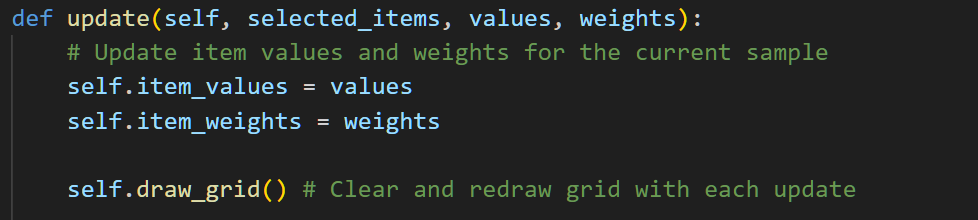 def update(self, selected_items, values, weights):
    # Update item values and weights for the current sample
    self.item_values = values
    self.item_weights = weights

    self.draw_grid() # Clear and redraw grid with each update